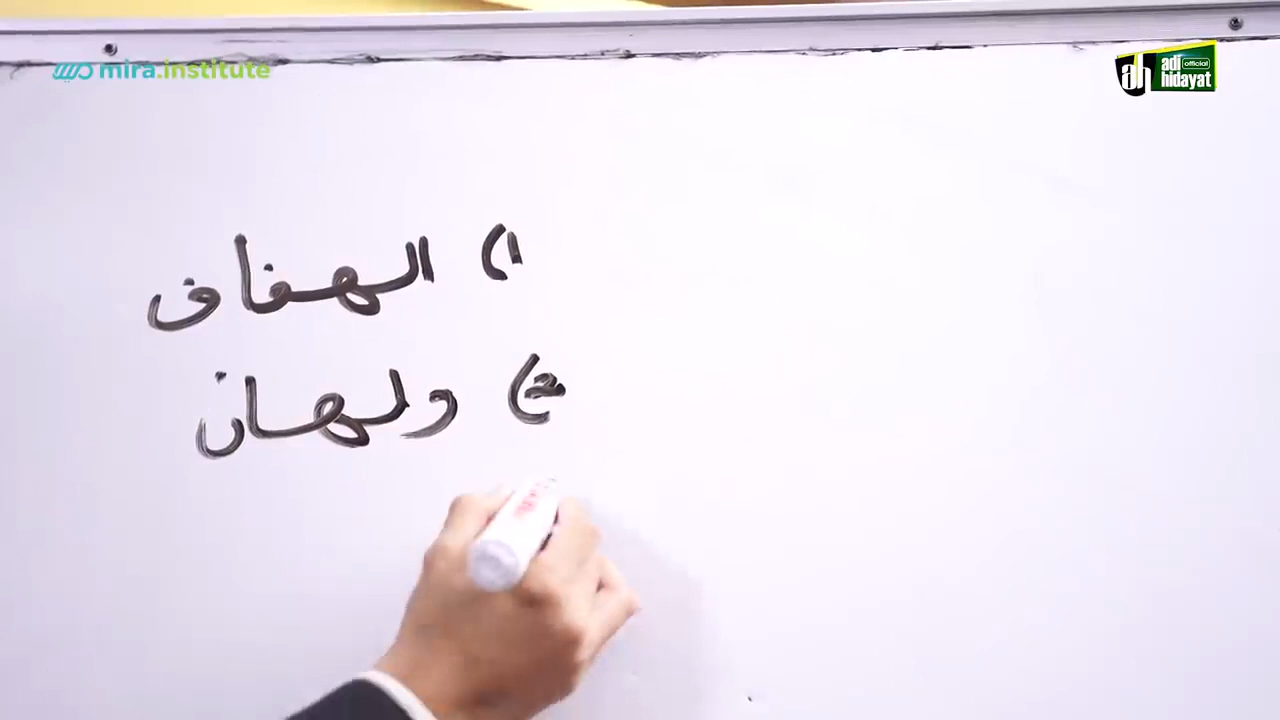 mira.institute
adi hidayat official
١) الهفاف
٢) ولهان